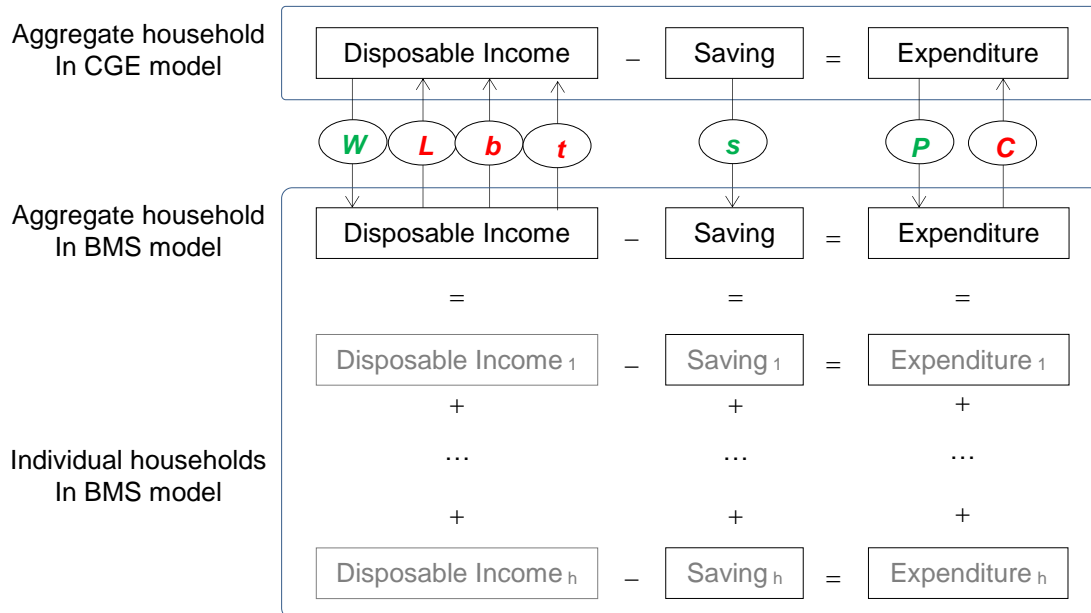 Aggregate household
In CGE model
Disposable Income − Saving = Expenditure
W L b t s P C
Aggregate household
In BMS model
Disposable Income − Saving = Expenditure
= = =
Disposable Income 1 − Saving 1 = Expenditure 1
+ + +
Individual households
In BMS model
... ... ...
+ + +
Disposable Income h − Saving h = Expenditure h